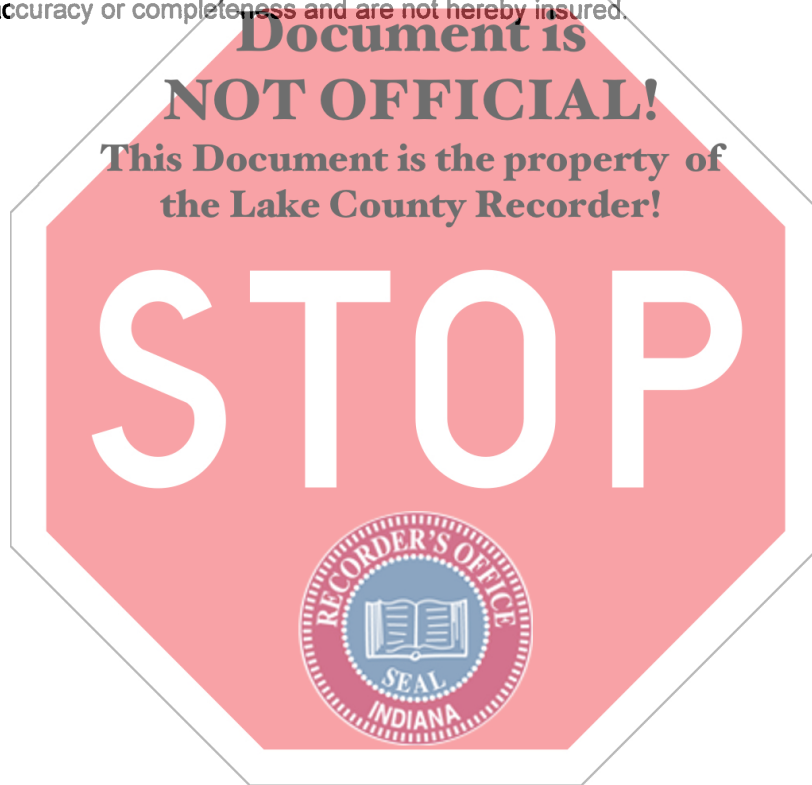 ccuracy or completeness and are not hereby insured.
Document is
NOT OFFICIAL!
This Document is the property of
the Lake County Recorder!
STOP
RECORDER'S OFFICE
SEAL
INDIANA